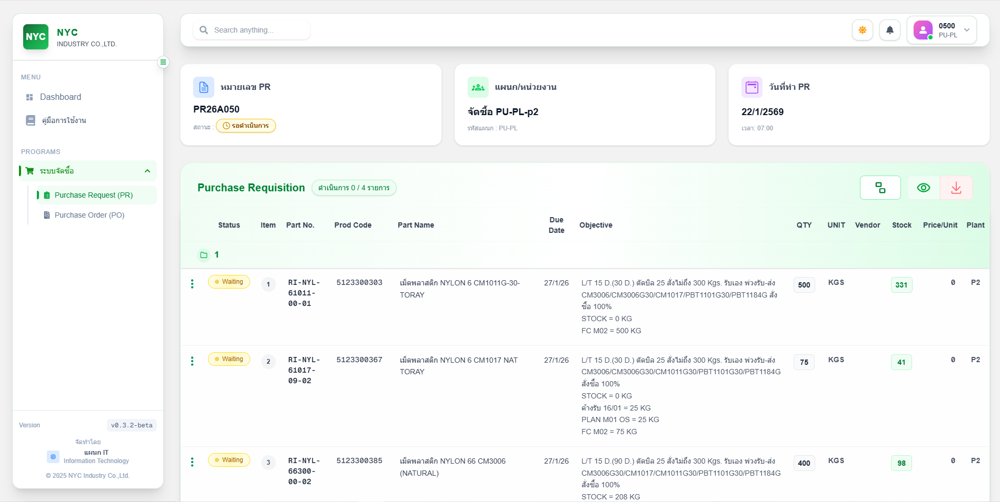 NYC
NYC
INDUSTRY CO.,LTD.
MENU
Dashboard
คู่มือการใช้งาน
PROGRAMS
ระบบจัดซื้อ
Purchase Request (PR)
Purchase Order (PO)
Version
v0.3.2-beta
จัดทำโดย
แผนก IT
Information Technology
© 2025 NYC Industry Co.,Ltd.
Search anything...
0500
PU-PL
หมายเลข PR
PR26A050
สถานะ : รอดำเนินการ
แผนก/หน่วยงาน
จัดซื้อ PU-PL-p2
รหัสแผนก : PU-PL
วันที่ทำ PR
22/1/2569
เวลา: 07:00
Purchase Requisition ดำเนินการ 0 / 4 รายการ
Status Item Part No. Prod Code Part Name Due Date Objective QTY UNIT Vendor Stock Price/Unit Plant
1
Waiting 1 RI-NYL-61011-00-01 5123300303 เม็ดพลาสติก NYLON 6 CM1011G-30-TORAY 27/1/26 L/T 15 D.(30 D.) ตัดบิล 25 สั่งไม่ถึง 300 Kgs. รับเอง พ่วงรับ-ส่ง
CM3006/CM3006G30/CM1017/PBT1101G30/PBT1184G สั่ง
ซื้อ 100%
STOCK = 0 KG
FC M02 = 500 KG
500 KGS 331 0 P2
Waiting 2 RI-NYL-61017-09-02 5123300367 เม็ดพลาสติก NYLON 6 CM1017 NAT TORAY 27/1/26 L/T 15 D.(30 D.) ตัดบิล 25 สั่งไม่ถึง 300 Kgs. รับเอง พ่วงรับ-ส่ง
CM3006/CM3006G30/CM1011G30/PBT1101G30/PBT1184G
สั่งซื้อ 100%
STOCK = 0 KG
ค้างรับ 16/01 = 25 KG
PLAN M01 OS = 25 KG
FC M02 = 75 KG
75 KGS 41 0 P2
Waiting 3 RI-NYL-66300-00-02 5123300385 เม็ดพลาสติก NYLON 66 CM3006 (NATURAL) 27/1/26 L/T 15 D.(90 D.) ตัดบิล 25 สั่งไม่ถึง 300 Kgs. รับเอง พ่วงรับ-ส่ง
CM3006G30/CM1017/CM1011G30/PBT1101G30/PBT1184G
สั่งซื้อ 100%
STOCK = 208 KG
400 KGS 98 0 P2